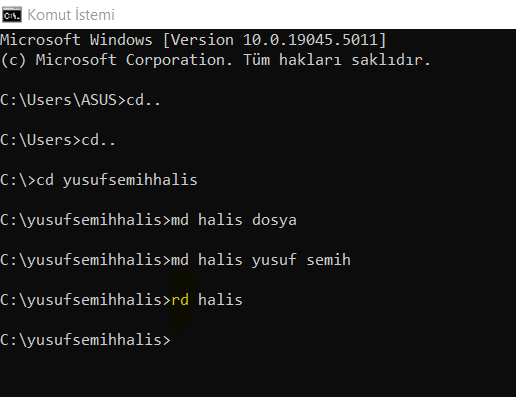 Komut İstemi
Microsoft Windows [Version 10.0.19045.5011]
(c) Microsoft Corporation. Tüm hakları saklıdır.
C:\Users\ASUS>cd..
C:\Users>cd..
C:\>cd yusufsemihhalis
C:\yusufsemihhalis>md halis dosya
C:\yusufsemihhalis>md halis yusuf semih
C:\yusufsemihhalis>rd halis
C:\yusufsemihhalis>